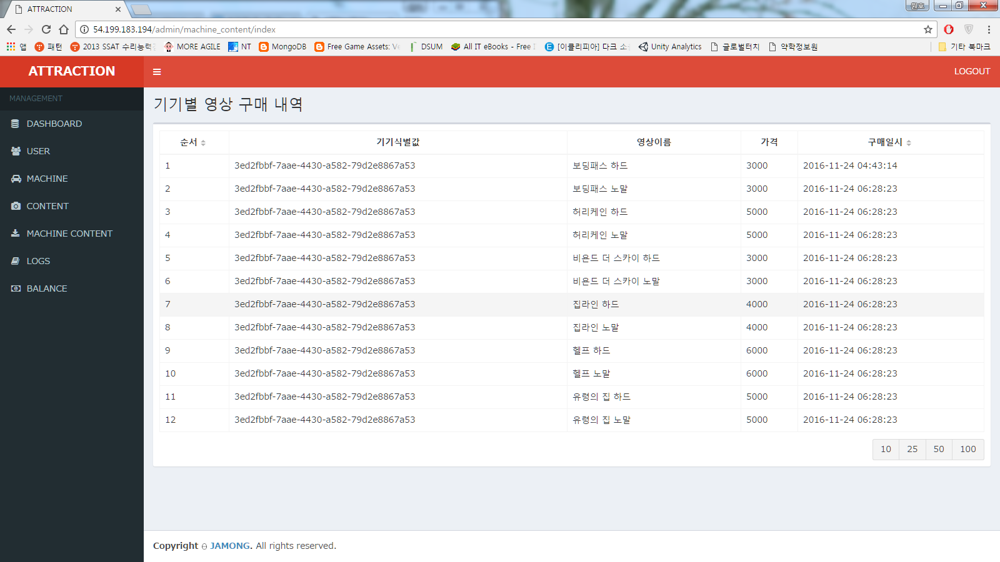 ATTRACTION
원호
54.199.183.194/admin/machine_content/index
앱 패턴 2013 SSAT 수리능력 MORE AGILE NT MongoDB Free Game Assets: Ve DSUM All IT eBooks - Free I [이클리피아] 다크 소 Unity Analytics 글로벌터치 약학정보원 기타 북마크
ATTRACTION LOGOUT
MANAGEMENT
DASHBOARD
USER
MACHINE
CONTENT
MACHINE CONTENT
LOGS
BALANCE
기기별 영상 구매 내역
순서 기기식별값 영상이름 가격 구매일시
1 3ed2fbbf-7aae-4430-a582-79d2e8867a53 보딩패스 하드 3000 2016-11-24 04:43:14
2 3ed2fbbf-7aae-4430-a582-79d2e8867a53 보딩패스 노말 3000 2016-11-24 06:28:23
3 3ed2fbbf-7aae-4430-a582-79d2e8867a53 허리케인 하드 5000 2016-11-24 06:28:23
4 3ed2fbbf-7aae-4430-a582-79d2e8867a53 허리케인 노말 5000 2016-11-24 06:28:23
5 3ed2fbbf-7aae-4430-a582-79d2e8867a53 비욘드 더 스카이 하드 3000 2016-11-24 06:28:23
6 3ed2fbbf-7aae-4430-a582-79d2e8867a53 비욘드 더 스카이 노말 3000 2016-11-24 06:28:23
7 3ed2fbbf-7aae-4430-a582-79d2e8867a53 집라인 하드 4000 2016-11-24 06:28:23
8 3ed2fbbf-7aae-4430-a582-79d2e8867a53 집라인 노말 4000 2016-11-24 06:28:23
9 3ed2fbbf-7aae-4430-a582-79d2e8867a53 헬프 하드 6000 2016-11-24 06:28:23
10 3ed2fbbf-7aae-4430-a582-79d2e8867a53 헬프 노말 6000 2016-11-24 06:28:23
11 3ed2fbbf-7aae-4430-a582-79d2e8867a53 유령의 집 하드 5000 2016-11-24 06:28:23
12 3ed2fbbf-7aae-4430-a582-79d2e8867a53 유령의 집 노말 5000 2016-11-24 06:28:23
10 25 50 100
Copyright © JAMONG. All rights reserved.